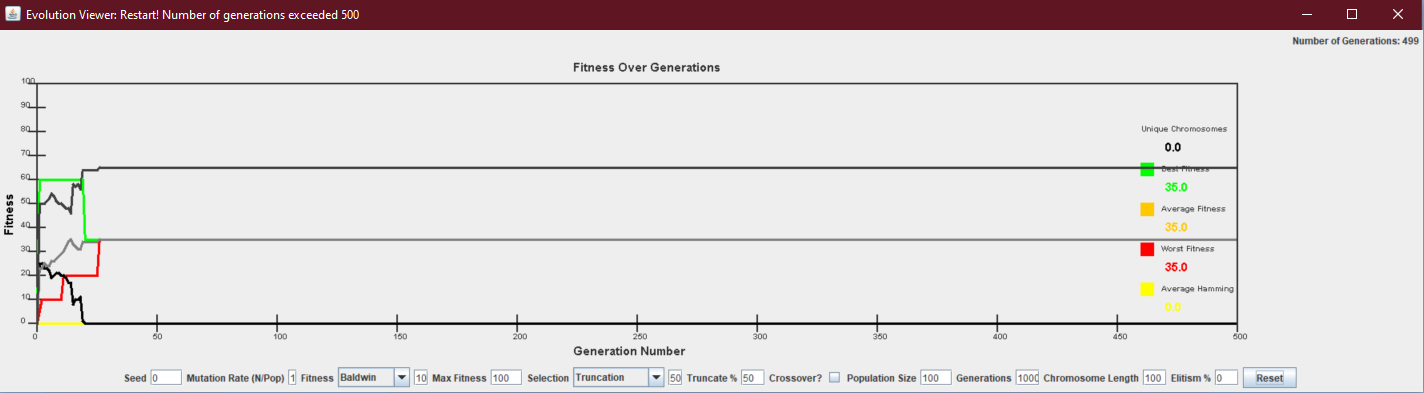 Evolution Viewer: Restart! Number of generations exceeded 500
Number of Generations: 499
Fitness Over Generations
100
90
80
70
60
50
40
30
20
10
0
Fitness
Unique Chromosomes
0.0
Best Fitness
35.0
Average Fitness
35.0
Worst Fitness
35.0
Average Hamming
0.0
0 50 100 150 200 250 300 350 400 450 500
Generation Number
Seed 0 Mutation Rate (N/Pop) 1 Fitness Baldwin 10 Max Fitness 100 Selection Truncation 50 Truncate % 50 Crossover? Population Size 100 Generations 1000 Chromosome Length 100 Elitism % 0 Reset